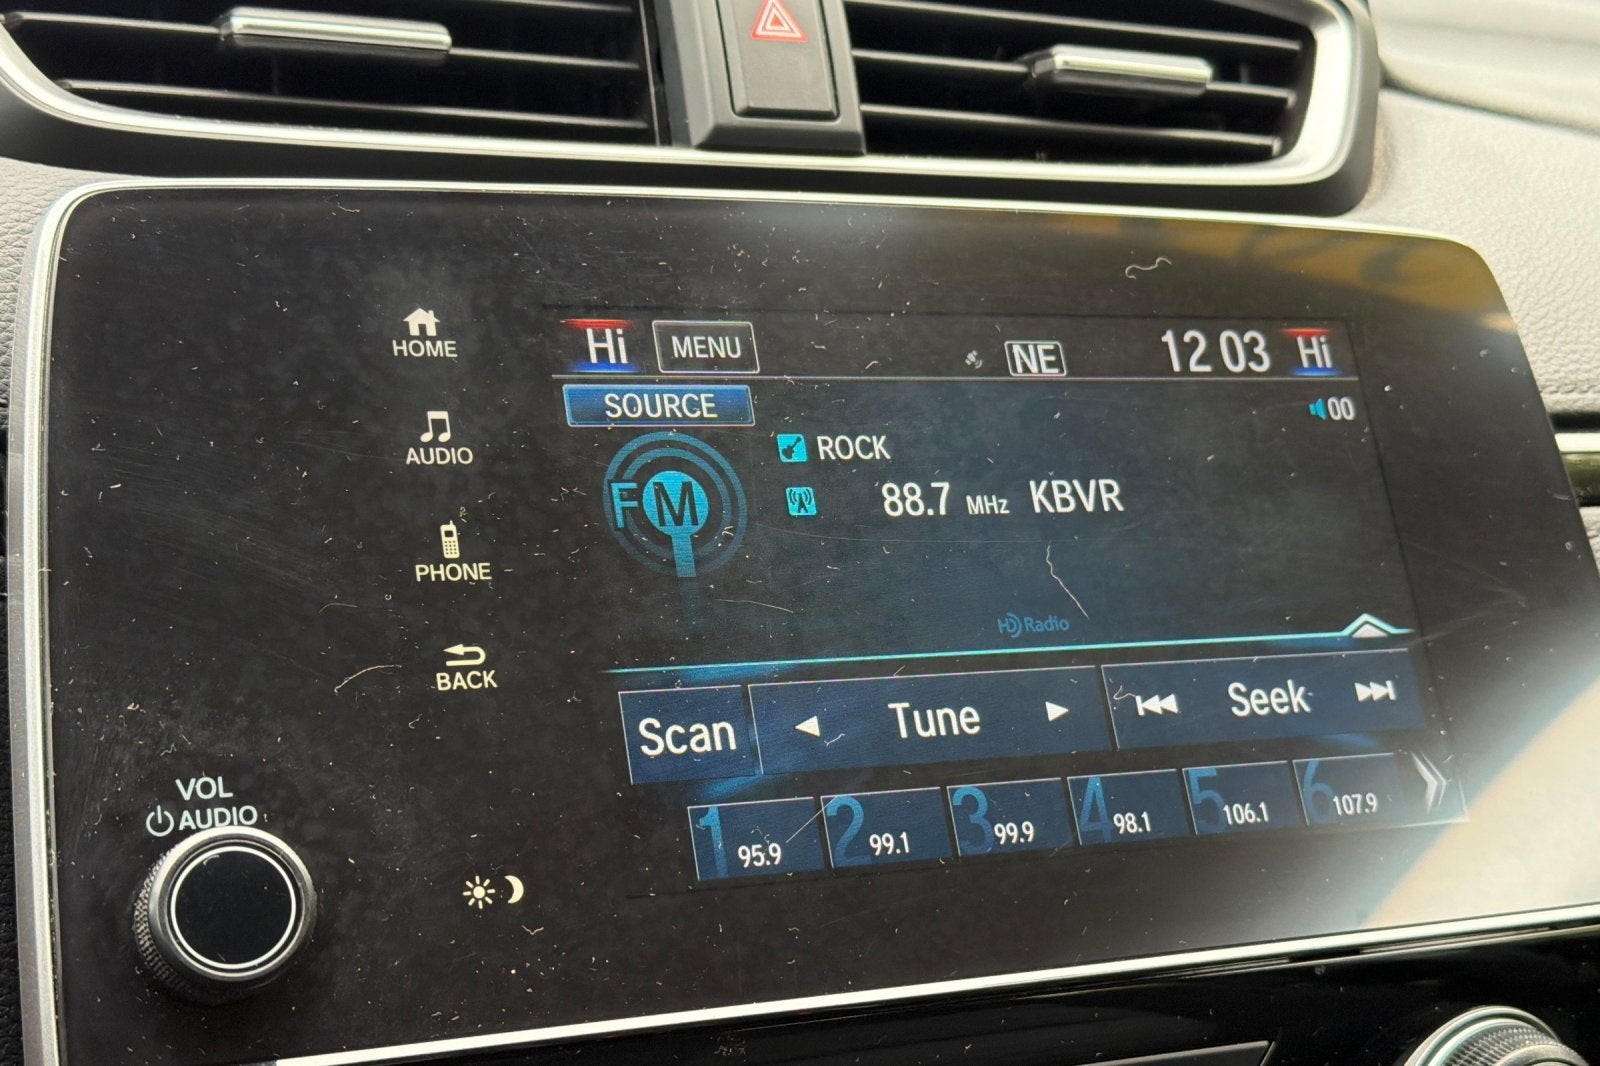 HOME
AUDIO
PHONE
BACK
VOL
AUDIO
Hi MENU NE 12 03 Hi
SOURCE 00
FM
ROCK
88.7 MHz KBVR
HD Radio
Scan Tune Seek
1 95.9 2 99.1 3 99.9 4 98.1 5 106.1 6 107.9